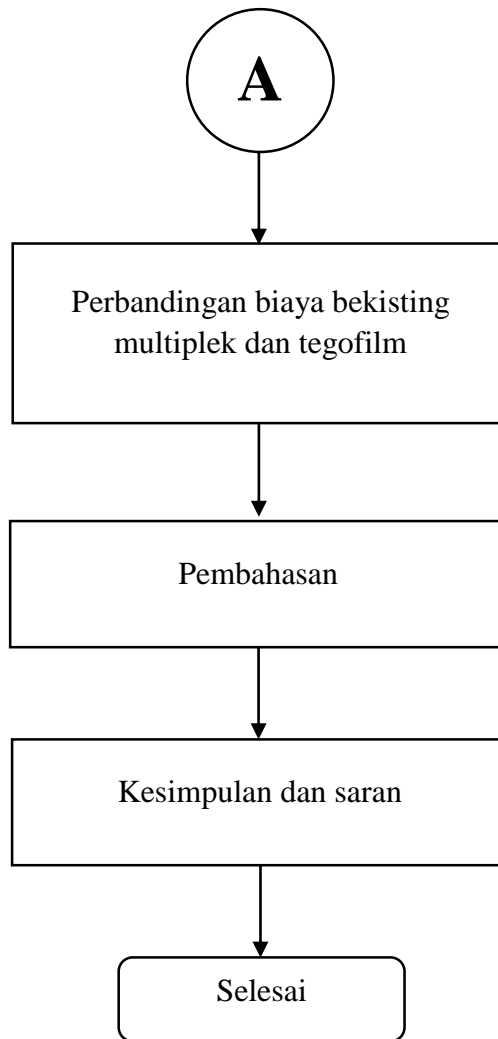 A
Perbandingan biaya bekisting
multiplek dan tegofilm
Pembahasan
Kesimpulan dan saran
Selesai